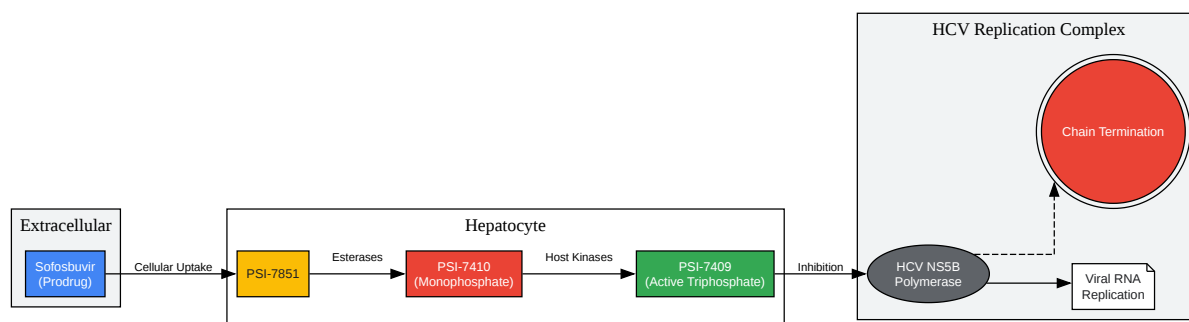 HCV Replication Complex
Chain Termination
Extracellular
Hepatocyte
Sofosbuvir
(Prodrug)
Cellular Uptake
PSI-7851
Esterases
PSI-7410
(Monophosphate)
Host Kinases
PSI-7409
(Active Triphosphate)
Inhibition
HCV NS5B
Polymerase
Viral RNA
Replication